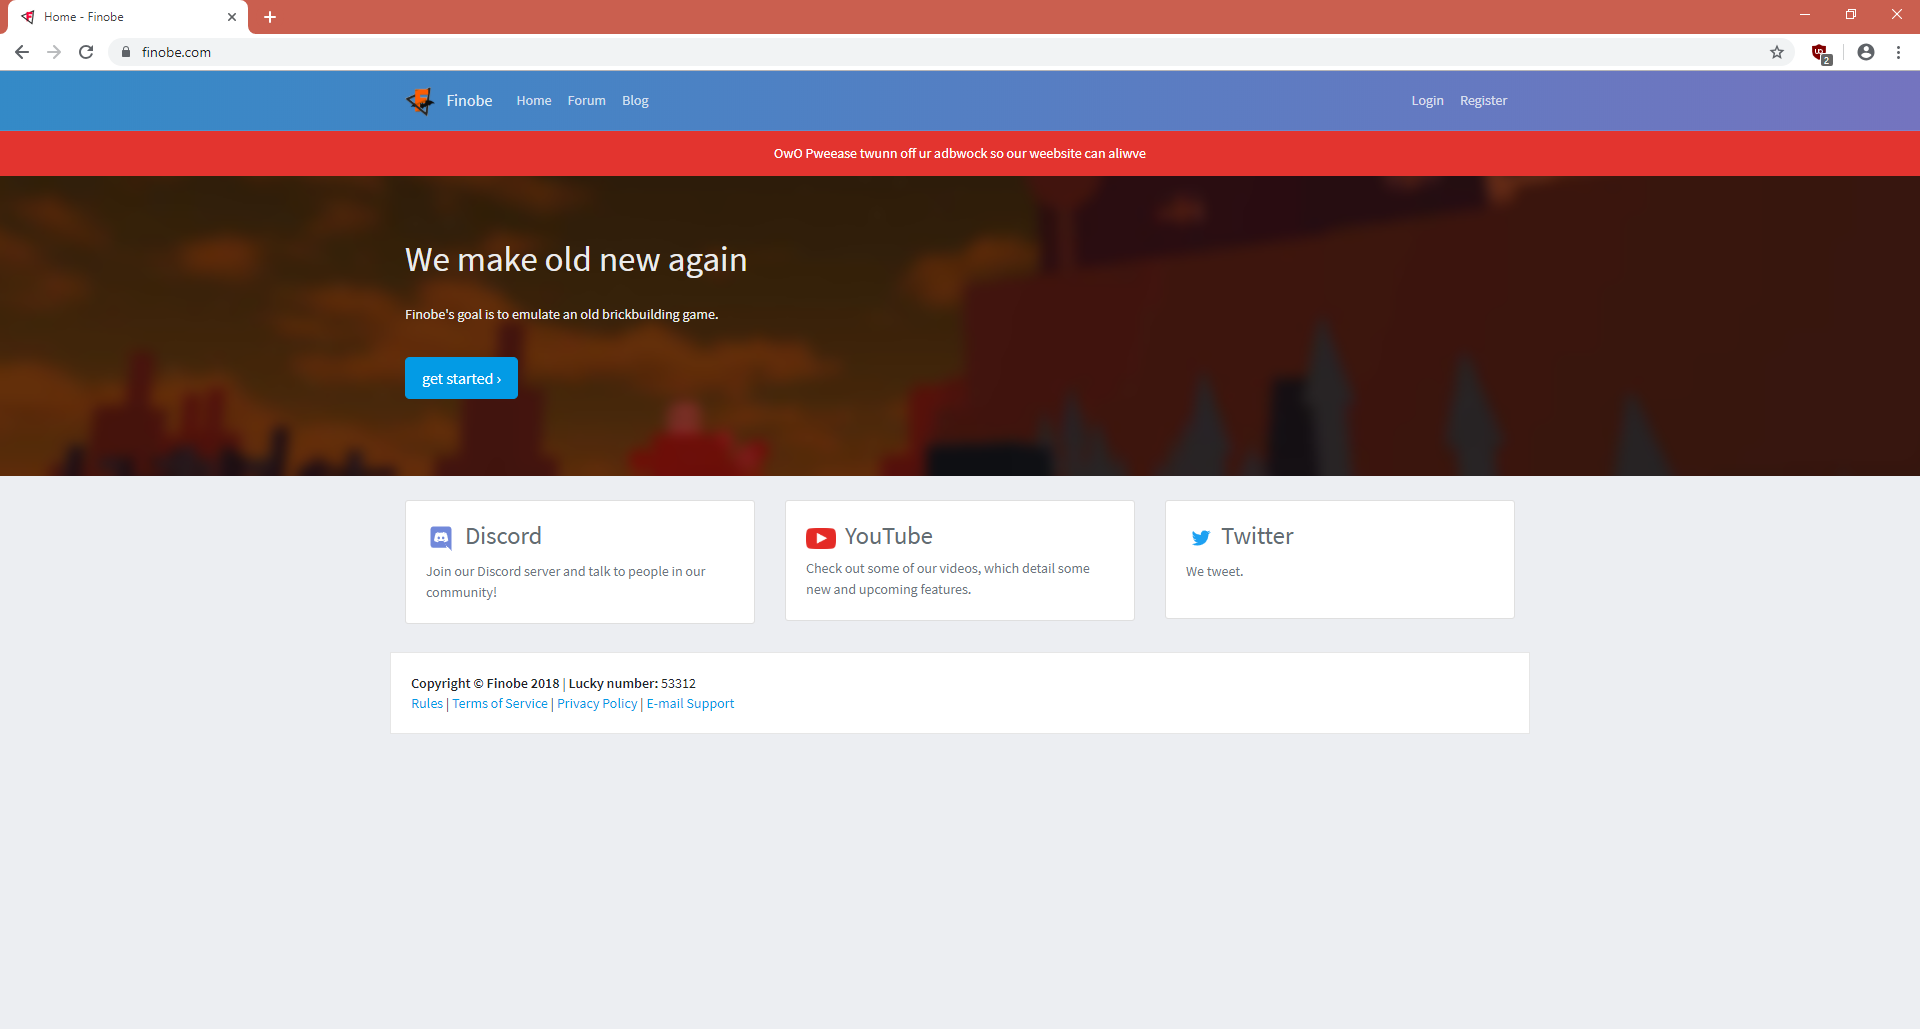 Home - Finobe
finobe.com
2
Finobe Home Forum Blog Login Register
OwO Pweease twunn off ur adbwock so our weebsite can aliwve
We make old new again
Finobe's goal is to emulate an old brickbuilding game.
get started ›
Discord
Join our Discord server and talk to people in our
community!
YouTube
Check out some of our videos, which detail some
new and upcoming features.
Twitter
We tweet.
Copyright © Finobe 2018 | Lucky number: 53312
Rules | Terms of Service | Privacy Policy | E-mail Support